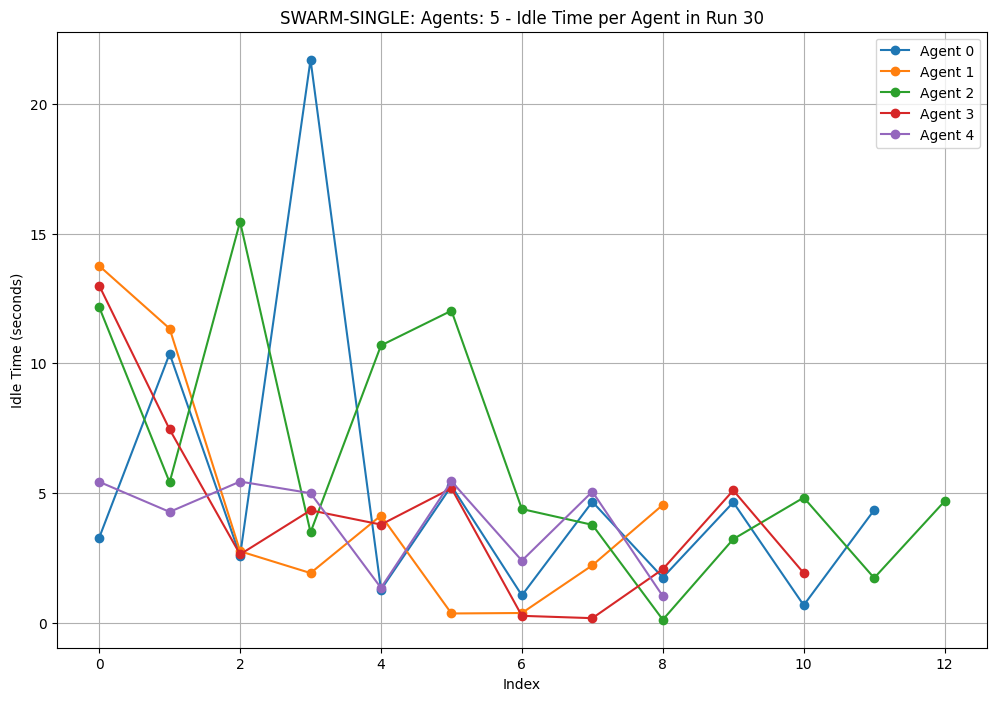 SWARM-SINGLE: Agents: 5 - Idle Time per Agent in Run 30
Agent 0
Agent 1
Agent 2
Agent 3
Agent 4
Idle Time (seconds)
20
15
10
5
0
0 2 4 6 8 10 12
Index